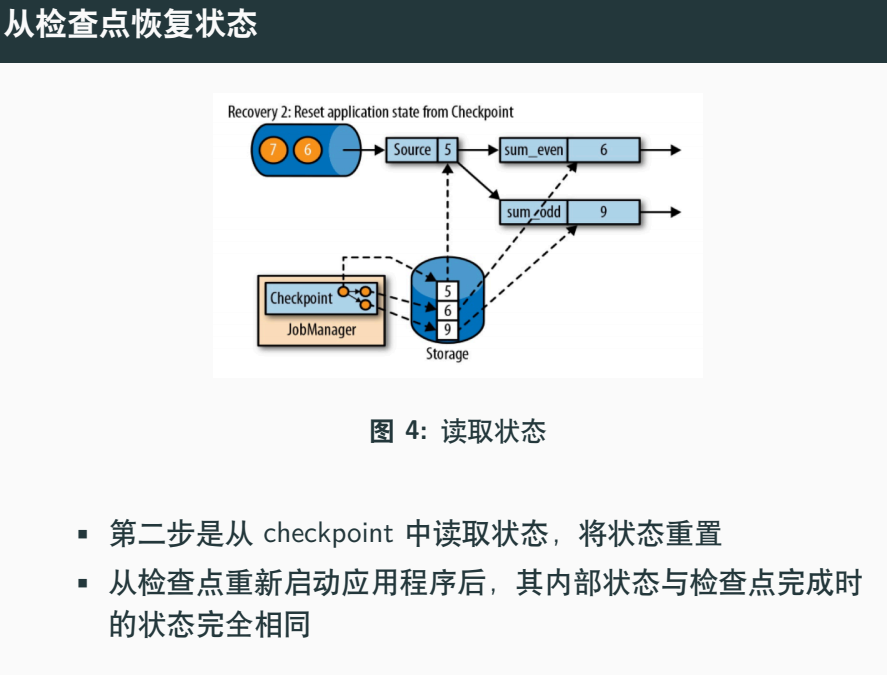 从检查点恢复状态
Recovery 2: Reset application state from Checkpoint
7 6 Source 5 sum_even 6
sum_odd 9
Checkpoint
JobManager
5
6
9
Storage
图 4: 读取状态
▪ 第二步是从 checkpoint 中读取状态，将状态重置
▪ 从检查点重新启动应用程序后，其内部状态与检查点完成时
的状态完全相同